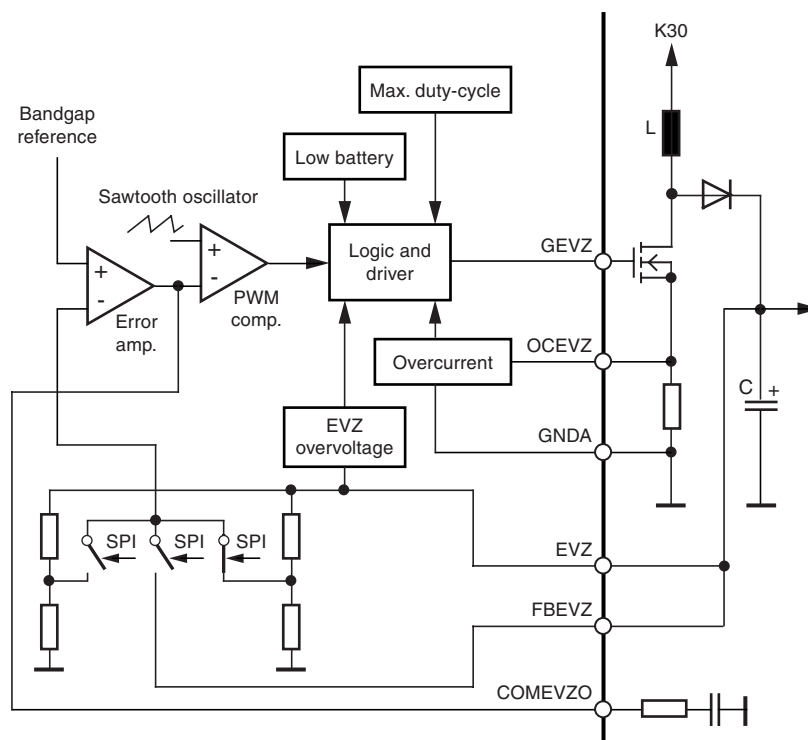 K30
Max. duty-cycle
L
Bandgap
reference
Low battery
Sawtooth oscillator
+
-
Error
amp.
+
-
PWM
comp.
Logic and
driver
GEVZ
Overcurrent
OCEVZ
C
+
EVZ
overvoltage
GNDA
SPI
SPI
SPI
EVZ
FBEVZ
COMEVZO